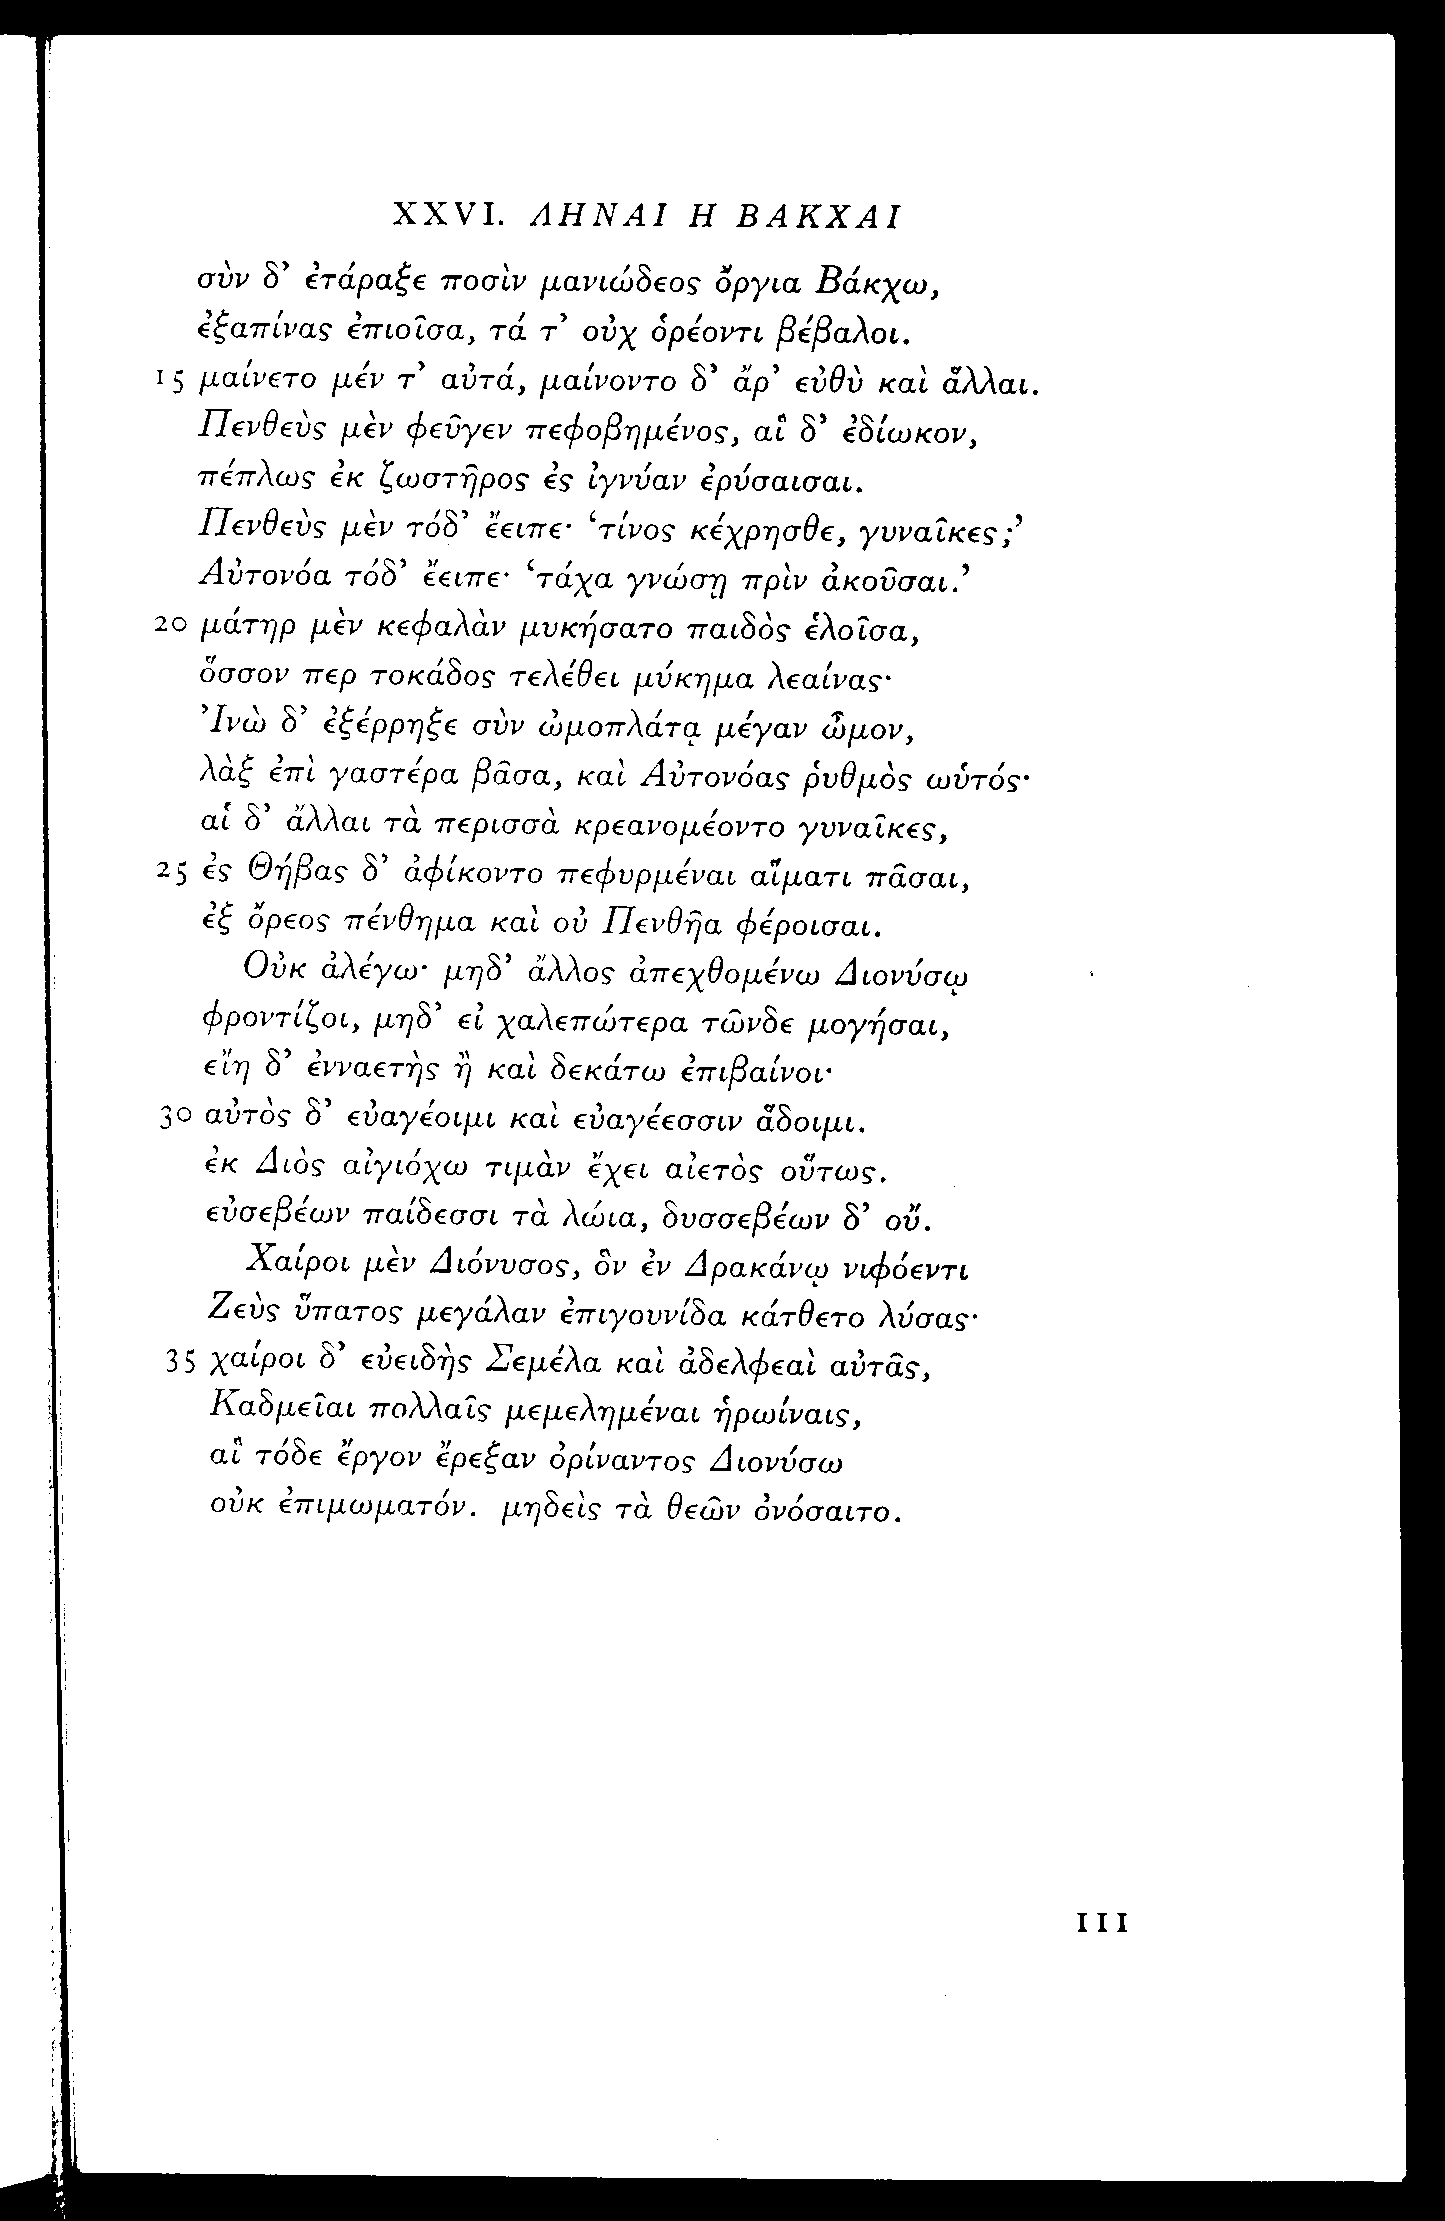 XXVI. ΛΗΝΑΙ Η ΒΑΚΧΑΙ
σὺν δ’ ἐτάραξε ποσὶν μανιώδεος ὄργια Βάκχω,
ἐξαπίνας ἐπιοῖσα, τά τ’ οὐχ ὁρέοντι βέβαλοι.
15 μαίνετο μέν τ’ αὐτά, μαίνοντο δ’ ἄρ’ εὐθὺ καὶ ἄλλαι.
Πενθεὺς μὲν φεῦγεν πεφοβημένος, αἳ δ’ ἐδίωκον,
πέπλως ἐκ ζωστῆρος ἐς ἰγνύαν ἐρύσαισαι.
Πενθεὺς μὲν τόδ’ ἔειπε· ‘τίνος κέχρησθε, γυναῖκες;’
Αὐτονόα τόδ’ ἔειπε· ‘τάχα γνώσῃ πρὶν ἀκοῦσαι.’
20 μάτηρ μὲν κεφαλὰν μυκήσατο παιδὸς ἑλοῖσα,
ὅσσον περ τοκάδος τελέθει μύκημα λεαίνας·
Ἰνὼ δ’ ἐξέρρηξε σὺν ὠμοπλάτᾳ μέγαν ὦμον,
λὰξ ἐπὶ γαστέρα βᾶσα, καὶ Αὐτονόας ῥυθμὸς ωὑτός·
αἱ δ’ ἄλλαι τὰ περισσὰ κρεανομέοντο γυναῖκες,
25 ἐς Θήβας δ’ ἀφίκοντο πεφυρμέναι αἵματι πᾶσαι,
ἐξ ὄρεος πένθημα καὶ οὐ Πενθῆα φέροισαι.
Οὐκ ἀλέγω· μηδ’ ἄλλος ἀπεχθομένω Διονύσῳ
φροντίζοι, μηδ’ εἰ χαλεπώτερα τῶνδε μογήσαι,
εἴη δ’ ἐνναετὴς ἢ καὶ δεκάτω ἐπιβαίνοι·
30 αὐτὸς δ’ εὐαγέοιμι καὶ εὐαγέεσσιν ἅδοιμι.
ἐκ Διὸς αἰγιόχω τιμὰν ἔχει αἰετὸς οὕτως.
εὐσεβέων παίδεσσι τὰ λώια, δυσσεβέων δ’ οὔ.
Χαίροι μὲν Διόνυσος, ὃν ἐν Δρακάνῳ νιφόεντι
Ζεὺς ὕπατος μεγάλαν ἐπιγουνίδα κάτθετο λύσας·
35 χαίροι δ’ εὐειδὴς Σεμέλα καὶ ἀδελφεαὶ αὐτᾶς,
Καδμεῖαι πολλαῖς μεμελημέναι ἡρωίναις,
αἳ τόδε ἔργον ἔρεξαν ὀρίναντος Διονύσω
οὐκ ἐπιμωματόν. μηδεὶς τὰ θεῶν ὀνόσαιτο.
III